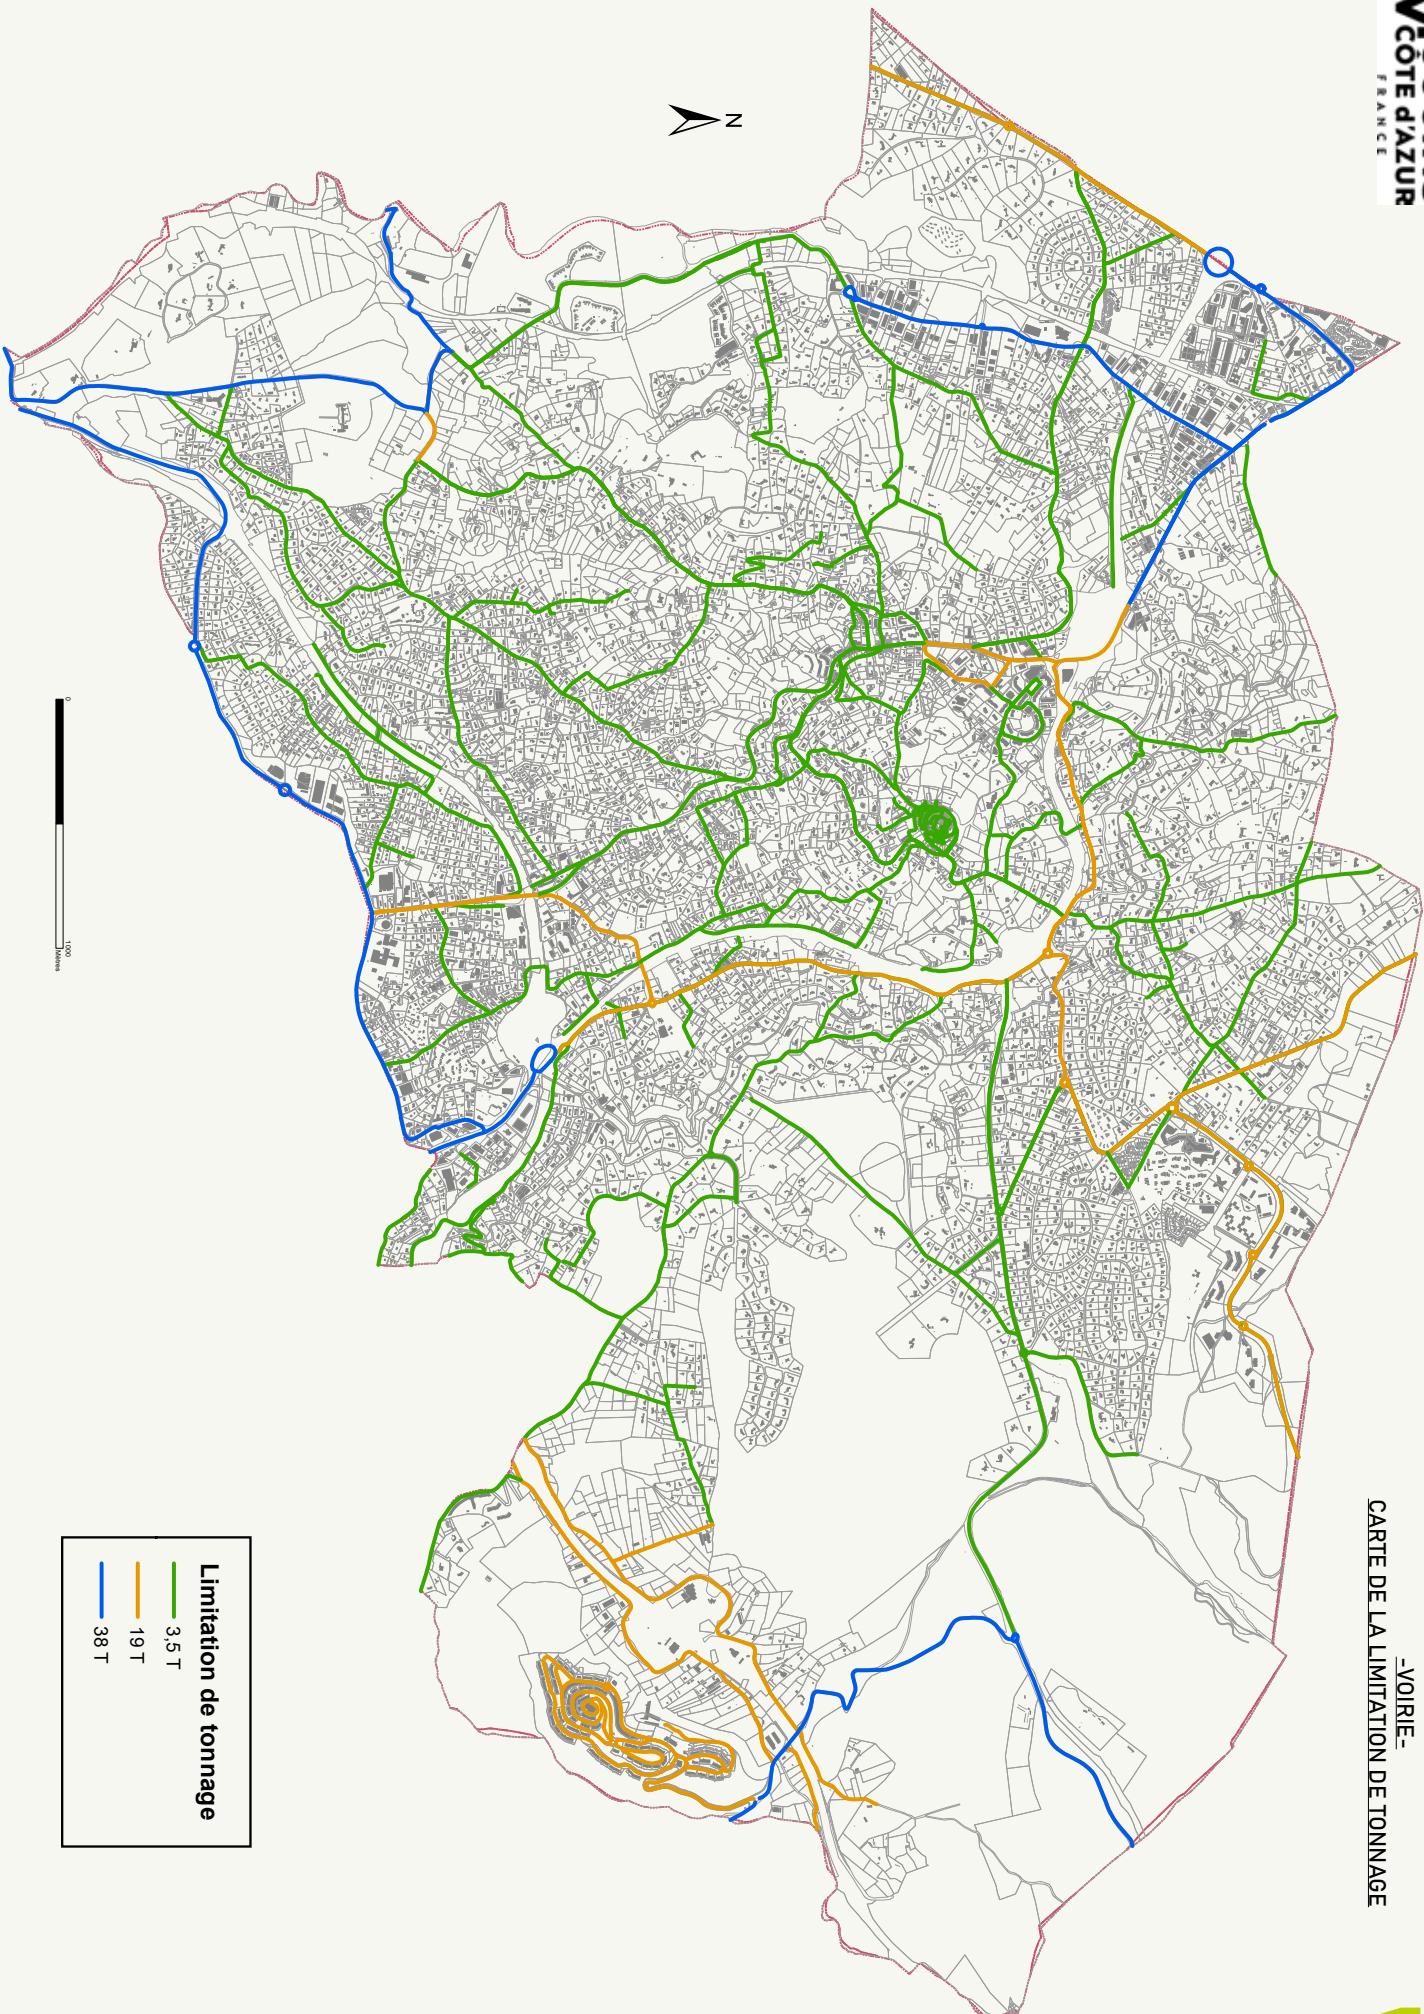 CÔTE d'AZUR
FRANCE
-VOIRIE-
CARTE DE LA LIMITATION DE TONNAGE
N
Limitation de tonnage
3,5 T
19 T
38 T
0
1000
Mètres